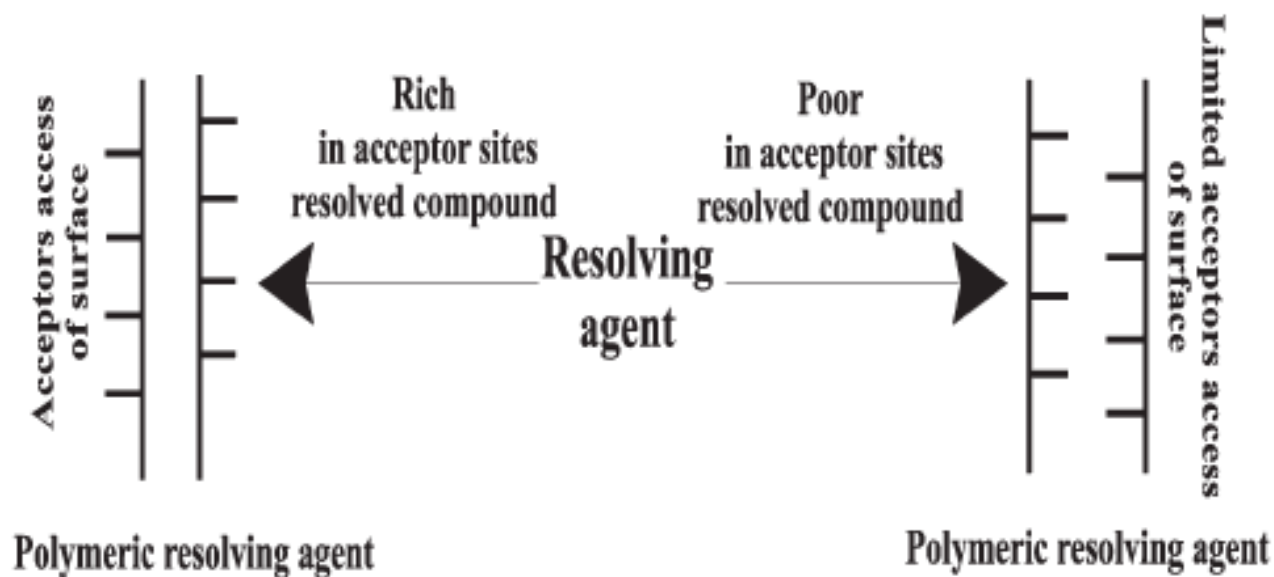 Acceptors access
of surface
Rich
in acceptor sites
resolved compound
Resolving
agent
Poor
in acceptor sites
resolved compound
Limited acceptors access
of surface
Polymeric resolving agent
Polymeric resolving agent